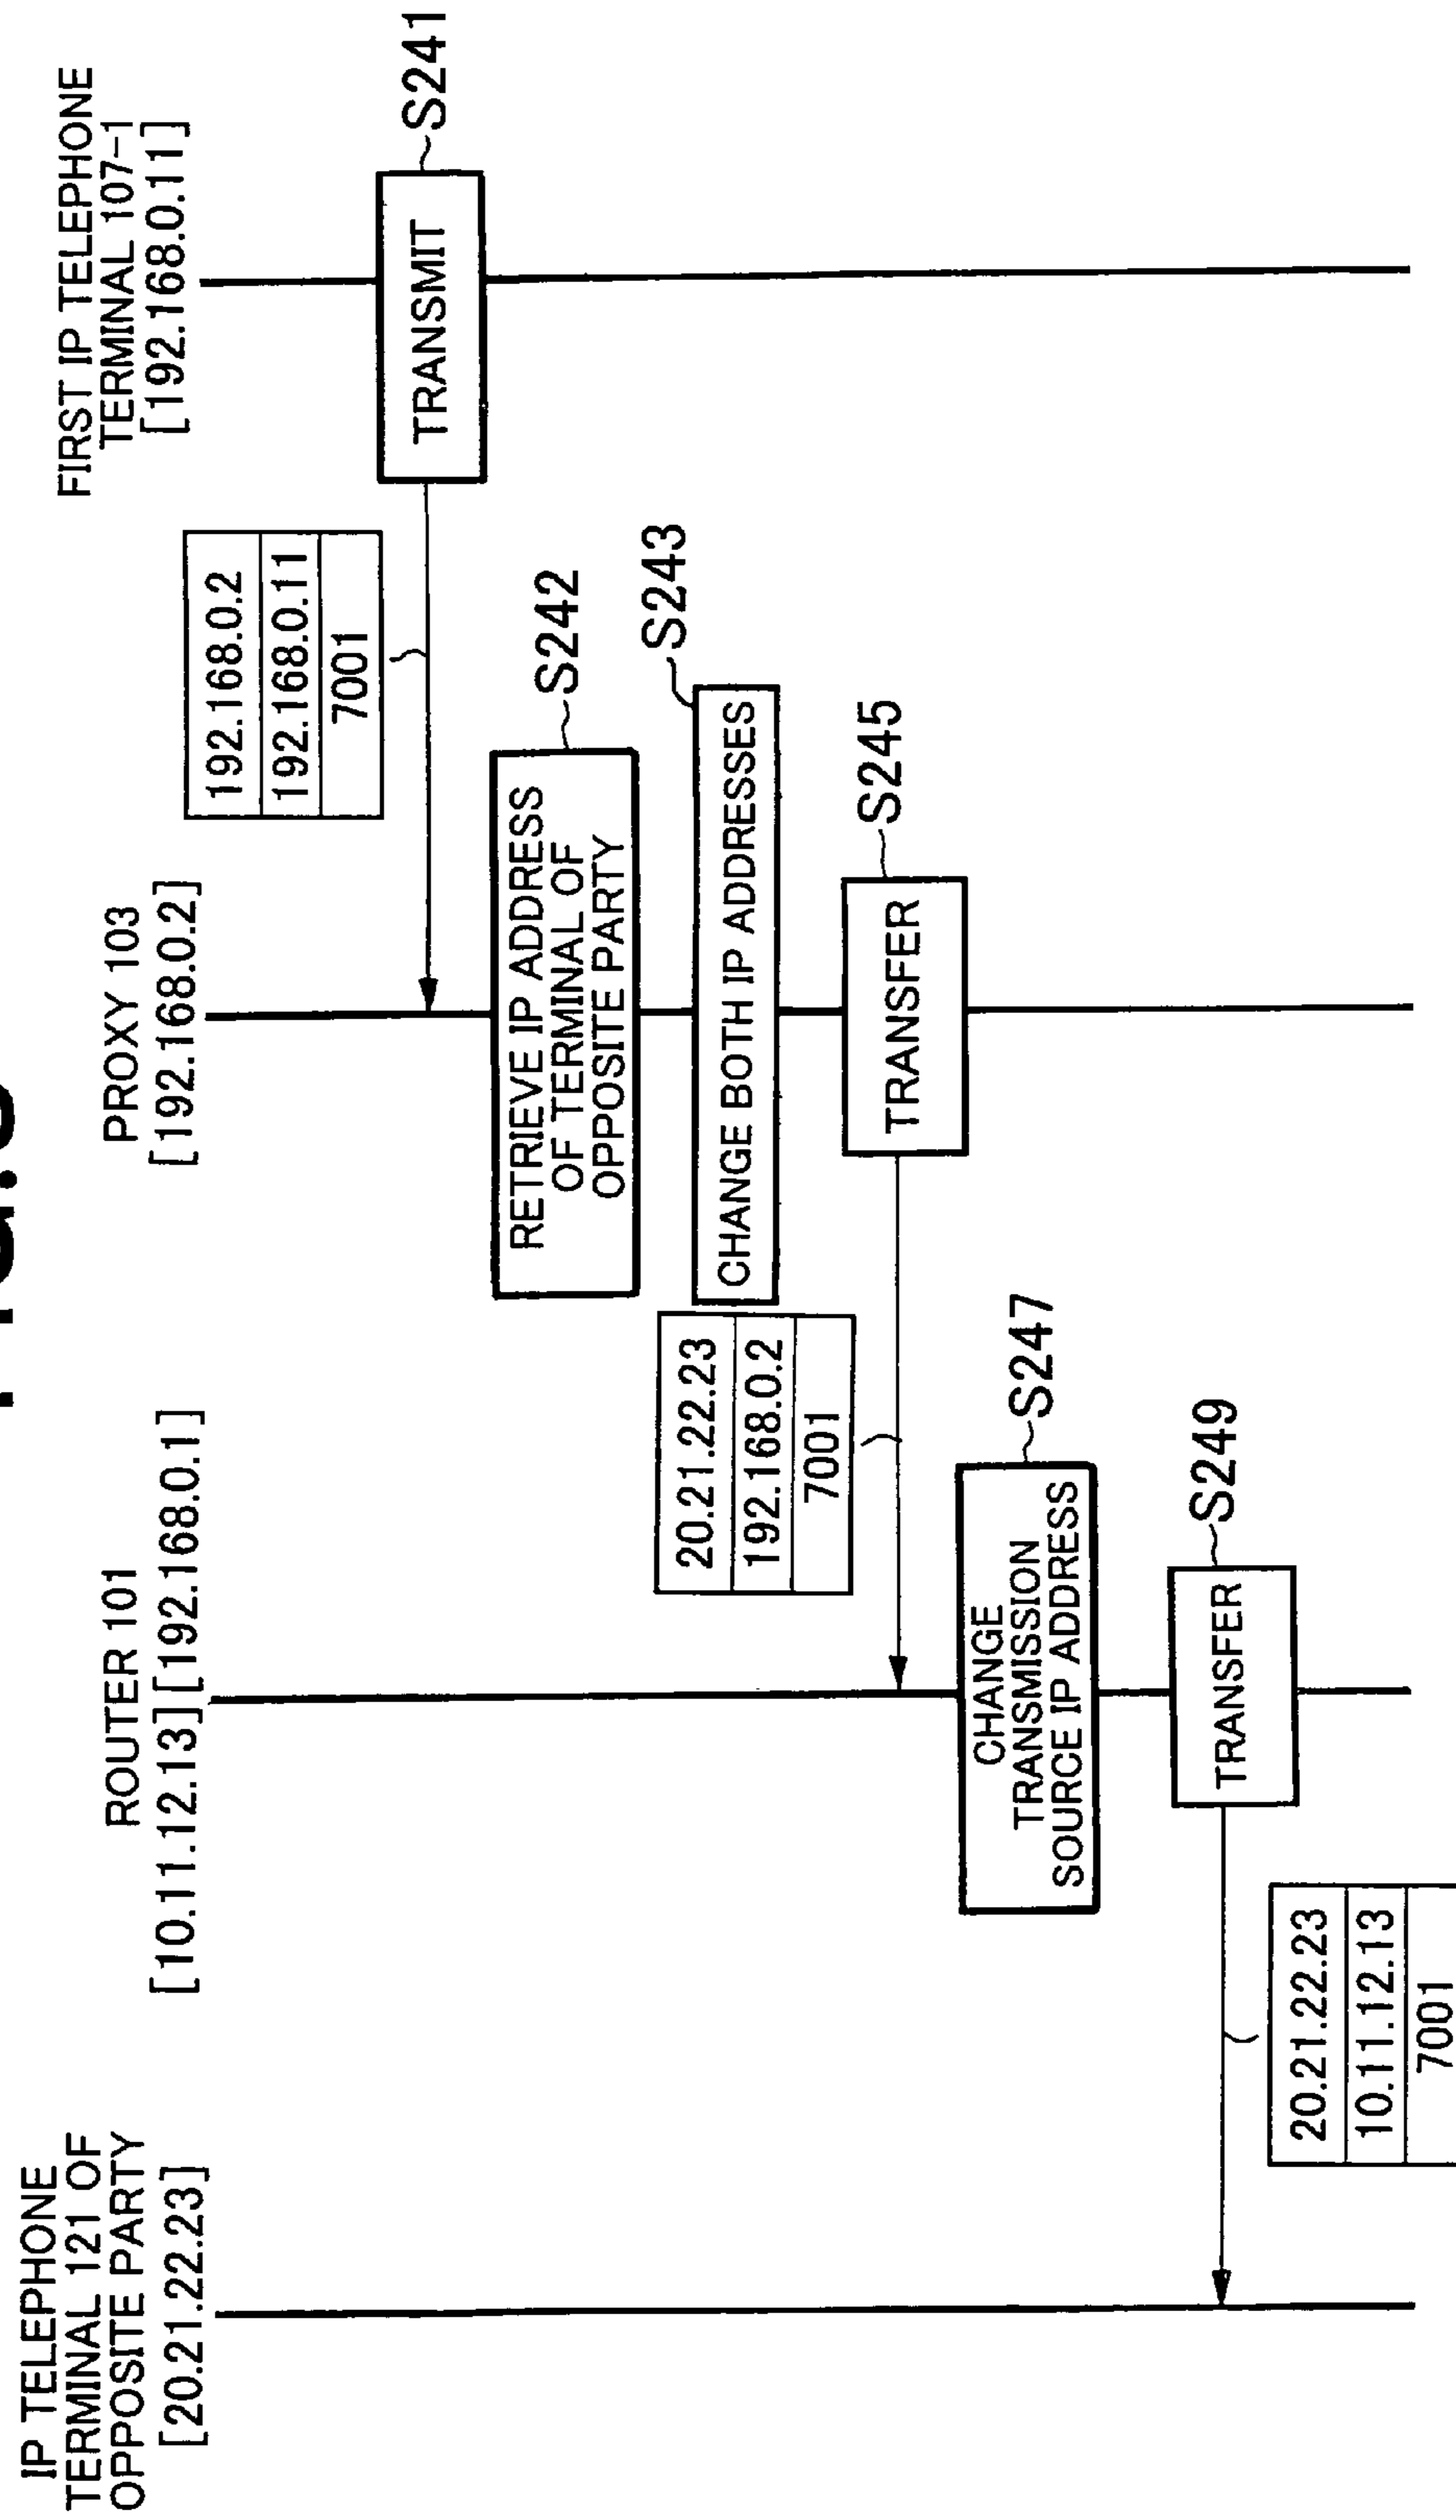 IP TELEPHONE
TERMINAL 121 OF
OPPOSITE PARTY
[20.21.22.23]
ROUTER 101
[10.11.12.13][192.168.0.1]
PROXY 103
[192.168.0.2]
FIRST IP TELEPHONE
TERMINAL 107-1
[192.168.0.11]
TRANSMIT
S241
192.168.0.2
192.168.0.11
7001
RETRIEVE IP ADDRESS
OF TERMINAL OF
OPPOSITE PARTY
S242
CHANGE BOTH IP ADDRESSES
S243
20.21.22.23
192.168.0.2
7001
TRANSFER
S245
CHANGE
TRANSMISSION
SOURCE IP ADDRESS
S247
TRANSFER
S249
20.21.22.23
10.11.12.13
7001